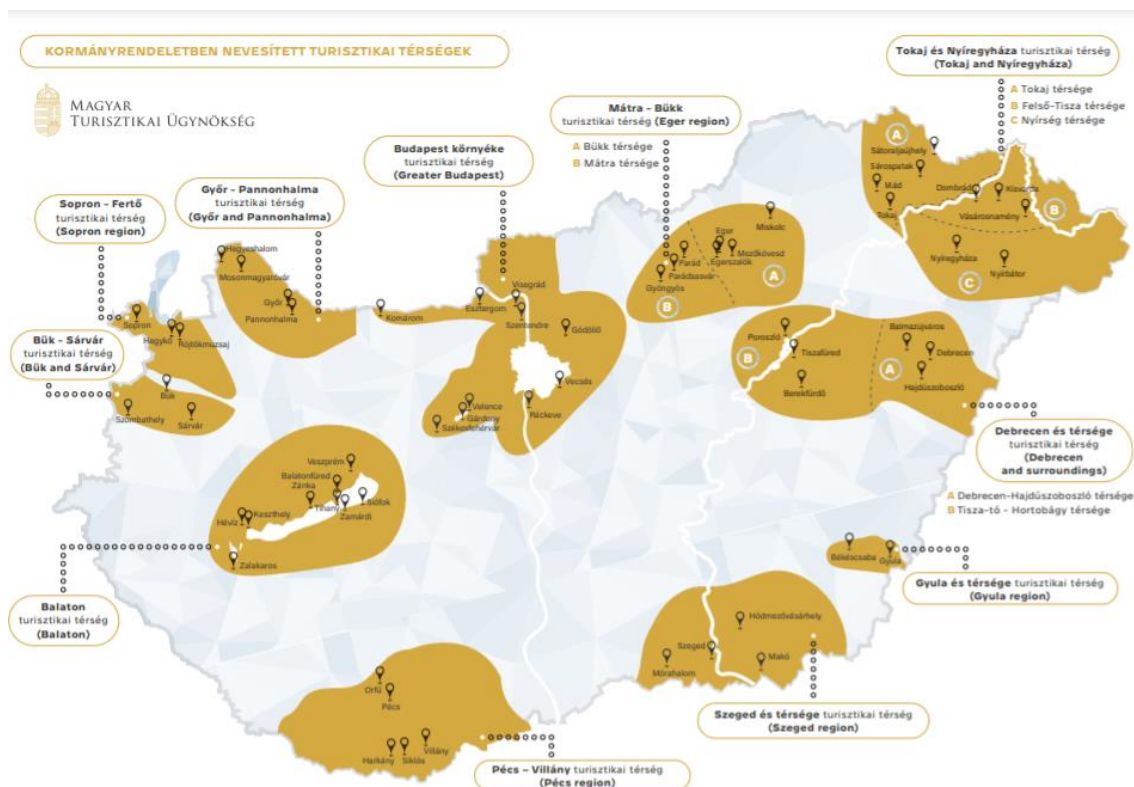 KORMÁNYRENDELETBEN NEVESÍTETT TURISZTIKAI TÉRSÉGEK
MAGYAR
TURISZTIKAI ÜGYNÖKSÉG
Tokaj és Nyíregyháza turisztikai térség
(Tokaj and Nyíregyháza)
A Tokaj térsége
B Felső-Tisza térsége
C Nyírség térsége
Mátra – Bükk
turisztikai térség (Eger region)
A Bükk térsége
B Mátra térsége
Budapest környéke
turisztikai térség
(Greater Budapest)
Győr – Pannonhalma
turisztikai térség
(Győr and Pannonhalma)
Sopron – Fertő
turisztikai térség
(Sopron region)
Bük – Sárvár
turisztikai térség
(Bük and Sárvár)
A
Sátoraljaújhely
Sárospatak
Mád
Tokaj
Dombrád
Kisvárda
Vásárosnamény
B
Nyíregyháza
Nyírbátor
C
Miskolc
Eger
Mezőkövesd
Egerszalók
Parád
Parádsasvár
Gyöngyös
A
B
Hegyeshalom
Mosonmagyaróvár
Győr
Pannonhalma
Sopron
Hegykő
Fertőd
Röjtökmuzsaj
Bük
Szombathely
Sárvár
Komárom
Esztergom
Visegrád
Szentendre
Gödöllő
Vecsés
Ráckeve
Velence
Gárdony
Székesfehérvár
Poroszló
Tiszafüred
Berekfürdő
B
Balmazújváros
Debrecen
Hajdúszoboszló
A
Debrecen és térsége
turisztikai térség
(Debrecen
and surroundings)
A Debrecen-Hajdúszoboszló térsége
B Tisza-tó – Hortobágy térsége
Veszprém
Balatonfüred
Zánka
Tihany
Siófok
Zamárdi
Keszthely
Hévíz
Zalakaros
Balaton
turisztikai térség
(Balaton)
Békéscsaba
Gyula
Gyula és térsége turisztikai térség
(Gyula region)
Hódmezővásárhely
Szeged
Mórahalom
Makó
Szeged és térsége turisztikai térség
(Szeged region)
Orfű
Pécs
Harkány
Siklós
Villány
Pécs – Villány turisztikai térség
(Pécs region)